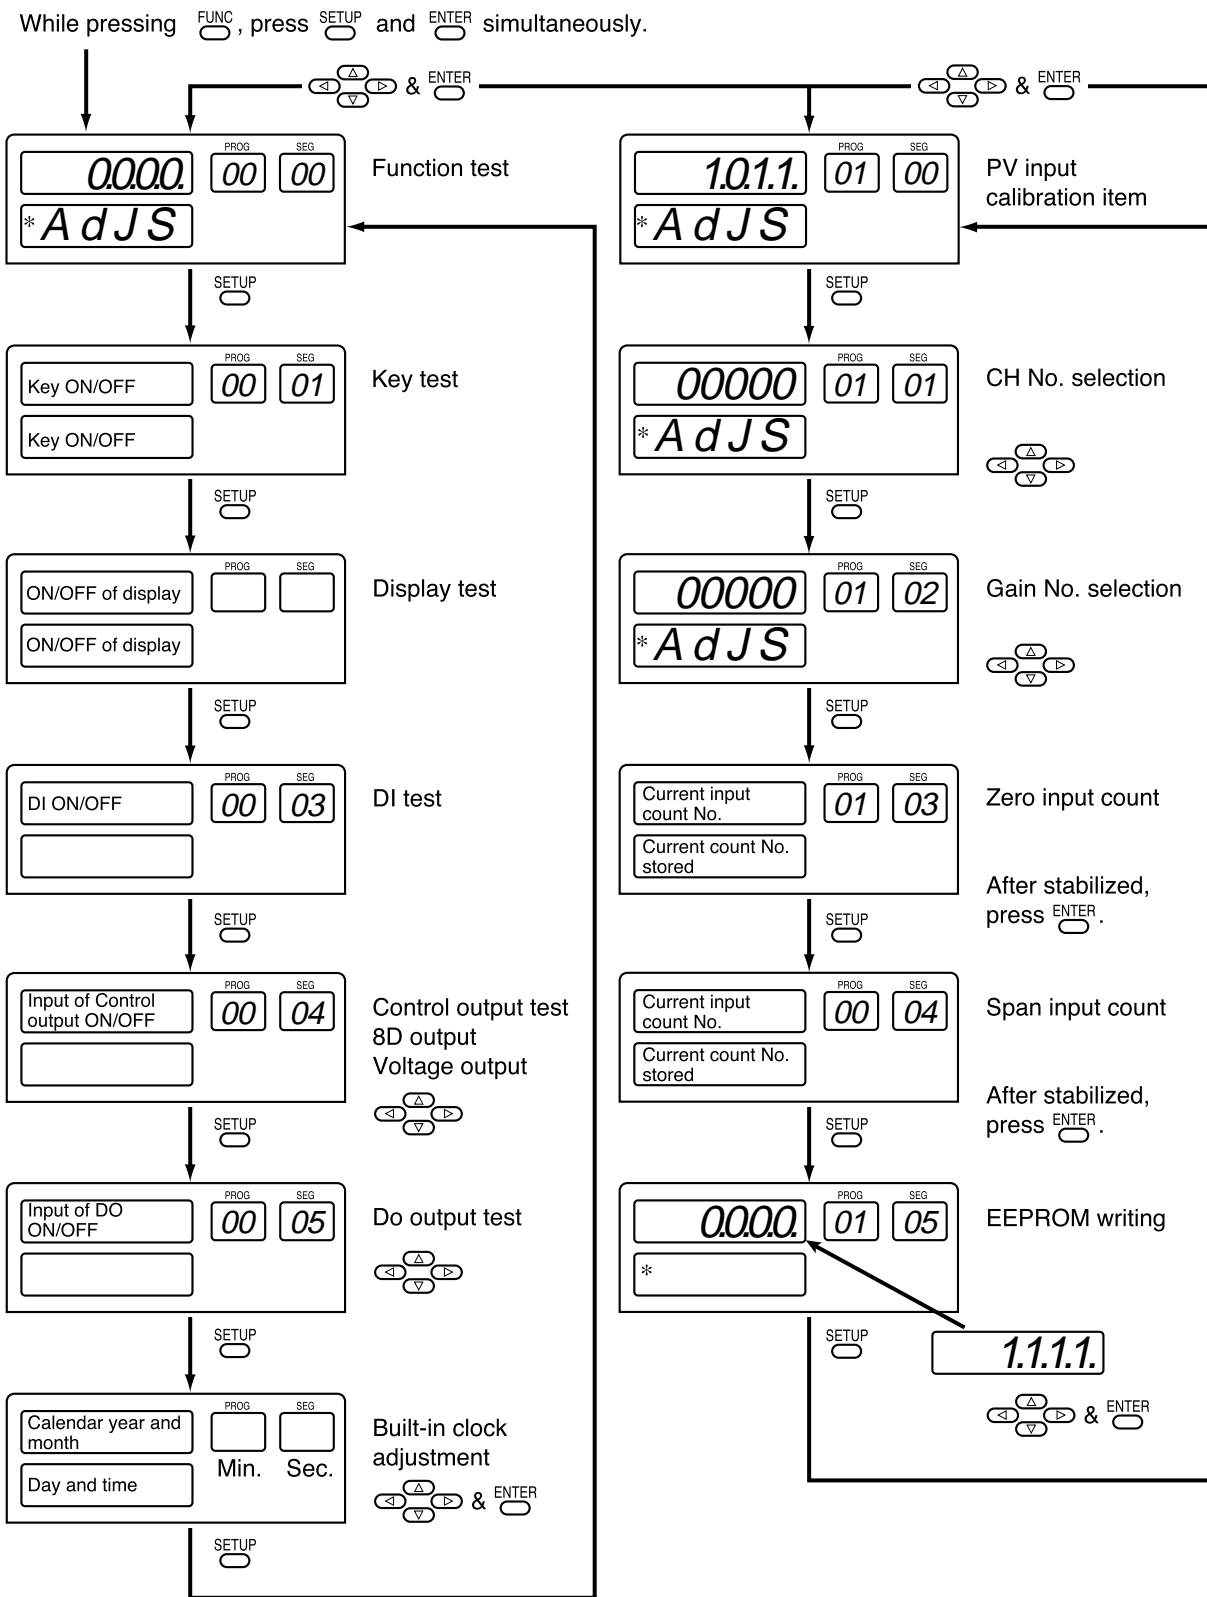 While pressing FUNC, press SETUP and ENTER simultaneously.
& ENTER
& ENTER
0.0.0.0.
PROG
00
SEG
00
* A d J S
Function test
SETUP
Key ON/OFF
PROG
00
SEG
01
Key ON/OFF
Key test
SETUP
ON/OFF of display
PROG
SEG
ON/OFF of display
Display test
SETUP
DI ON/OFF
PROG
00
SEG
03
DI test
SETUP
Input of Control
output ON/OFF
PROG
00
SEG
04
Control output test
8D output
Voltage output
SETUP
Input of DO
ON/OFF
PROG
00
SEG
05
Do output test
SETUP
Calendar year and
month
PROG
SEG
Min. Sec.
Day and time
Built-in clock
adjustment
& ENTER
SETUP
1.0.1.1.
PROG
01
SEG
00
* A d J S
PV input
calibration item
SETUP
00000
PROG
01
SEG
01
* A d J S
CH No. selection
SETUP
00000
PROG
01
SEG
02
* A d J S
Gain No. selection
SETUP
Current input
count No.
PROG
01
SEG
03
Current count No.
stored
Zero input count
After stabilized,
press ENTER.
SETUP
Current input
count No.
PROG
00
SEG
04
Current count No.
stored
Span input count
After stabilized,
press ENTER.
SETUP
0.0.0.0.
PROG
01
SEG
05
*
EEPROM writing
SETUP
1.1.1.1.
& ENTER